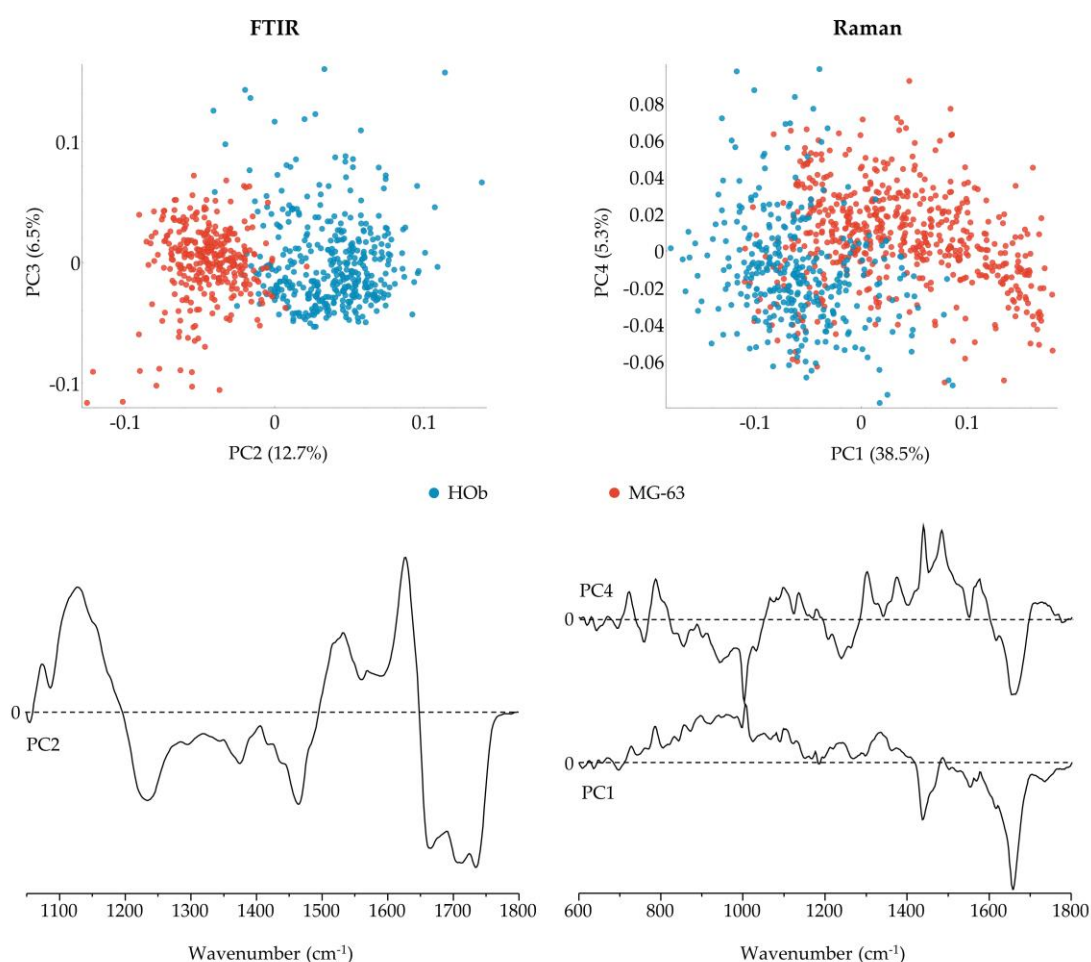 FTIR
PC3 (6.5%)
0.1
0
-0.1
-0.1
0
0.1
PC2 (12.7%)
Raman
PC4 (5.3%)
0.08
0.06
0.04
0.02
0
-0.02
-0.04
-0.06
-0.1
0
0.1
PC1 (38.5%)
HOb
MG-63
0
PC2
1100 1200 1300 1400 1500 1600 1700 1800
Wavenumber (cm⁻¹)
PC4
0
0
PC1
600 800 1000 1200 1400 1600 1800
Wavenumber (cm⁻¹)